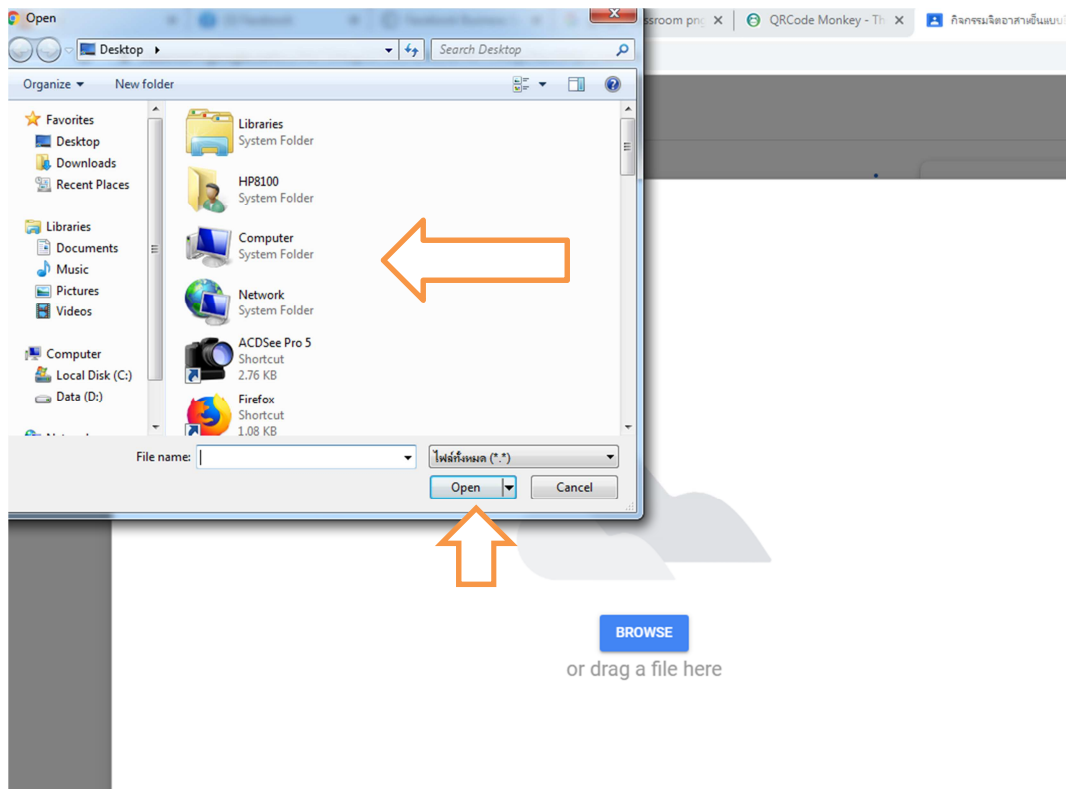 Open
ssroom png
QRCode Monkey - Th
กิจกรรมจิตอาสาเซ็นแบบ
Desktop
Search Desktop
Organize
New folder
Favorites
Desktop
Downloads
Recent Places
Libraries
Documents
Music
Pictures
Videos
Computer
Local Disk (C:)
Data (D:)
Libraries
System Folder
HP8100
System Folder
Computer
System Folder
Network
System Folder
ACDSee Pro 5
Shortcut
2.76 KB
Firefox
Shortcut
1.08 KB
File name:
ไฟล์ทั้งหมด (*.*)
Open
Cancel
BROWSE
or drag a file here